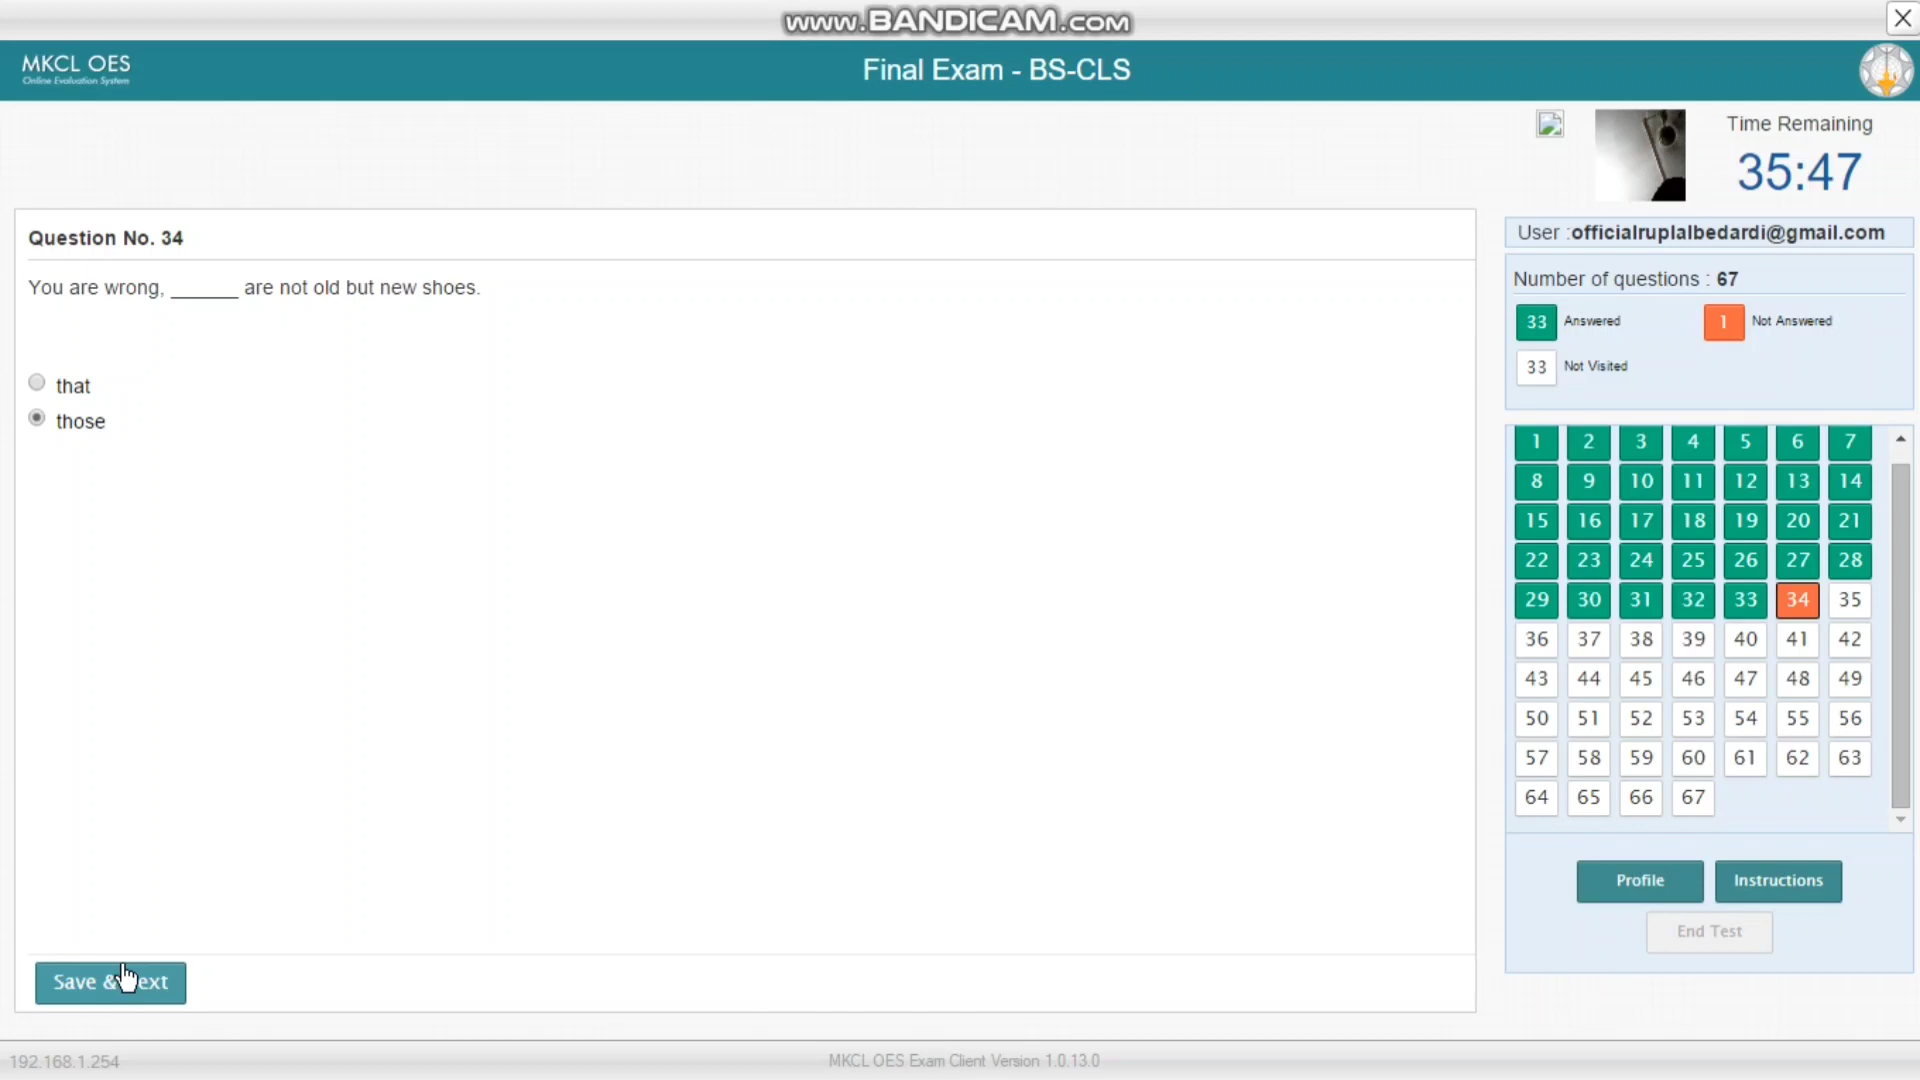 www.BANDICAM.com
MKCL OES
Online Evaluation System
Final Exam - BS-CLS
Time Remaining
35:47
Question No. 34
You are wrong, ______ are not old but new shoes.
that
those
Save &
ext
User :officialruplalbedardi@gmail.com
Number of questions : 67
33 Answered 1 Not Answered
33 Not Visited
1 2 3 4 5 6 7
8 9 10 11 12 13 14
15 16 17 18 19 20 21
22 23 24 25 26 27 28
29 30 31 32 33 34 35
36 37 38 39 40 41 42
43 44 45 46 47 48 49
50 51 52 53 54 55 56
57 58 59 60 61 62 63
64 65 66 67
Profile Instructions
End Test
192.168.1.254
MKCL OES Exam Client Version 1.0.13.0